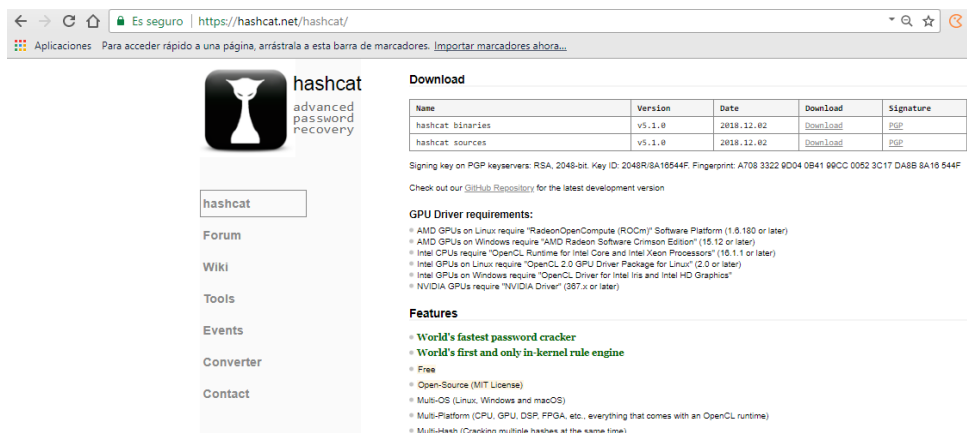 Es seguro | https://hashcat.net/hashcat/
Aplicaciones Para acceder rápido a una página, arrástrala a esta barra de marcadores. Importar marcadores ahora...
hashcat
advanced
password
recovery
hashcat
Forum
Wiki
Tools
Events
Converter
Contact
Download
Name Version Date Download Signature
hashcat binaries v5.1.0 2018.12.02 Download PGP
hashcat sources v5.1.0 2018.12.02 Download PGP
Signing key on PGP keyservers: RSA, 2048-bit. Key ID: 2048R/8A16544F. Fingerprint: A708 3322 9D04 0B41 99CC 0052 3C17 DA8B 8A16 544F
Check out our GitHub Repository for the latest development version
GPU Driver requirements:
AMD GPUs on Linux require "RadeonOpenCompute (ROCm)" Software Platform (1.6.180 or later)
AMD GPUs on Windows require "AMD Radeon Software Crimson Edition" (15.12 or later)
Intel CPUs require "OpenCL Runtime for Intel Core and Intel Xeon Processors" (16.1.1 or later)
Intel GPUs on Linux require "OpenCL 2.0 GPU Driver Package for Linux" (2.0 or later)
Intel GPUs on Windows require "OpenCL Driver for Intel Iris and Intel HD Graphics"
NVIDIA GPUs require "NVIDIA Driver" (367.x or later)
Features
World's fastest password cracker
World's first and only in-kernel rule engine
Free
Open-Source (MIT License)
Multi-OS (Linux, Windows and macOS)
Multi-Platform (CPU, GPU, DSP, FPGA, etc., everything that comes with an OpenCL runtime)
Multi-Hash (Cracking multiple hashes at the same time)